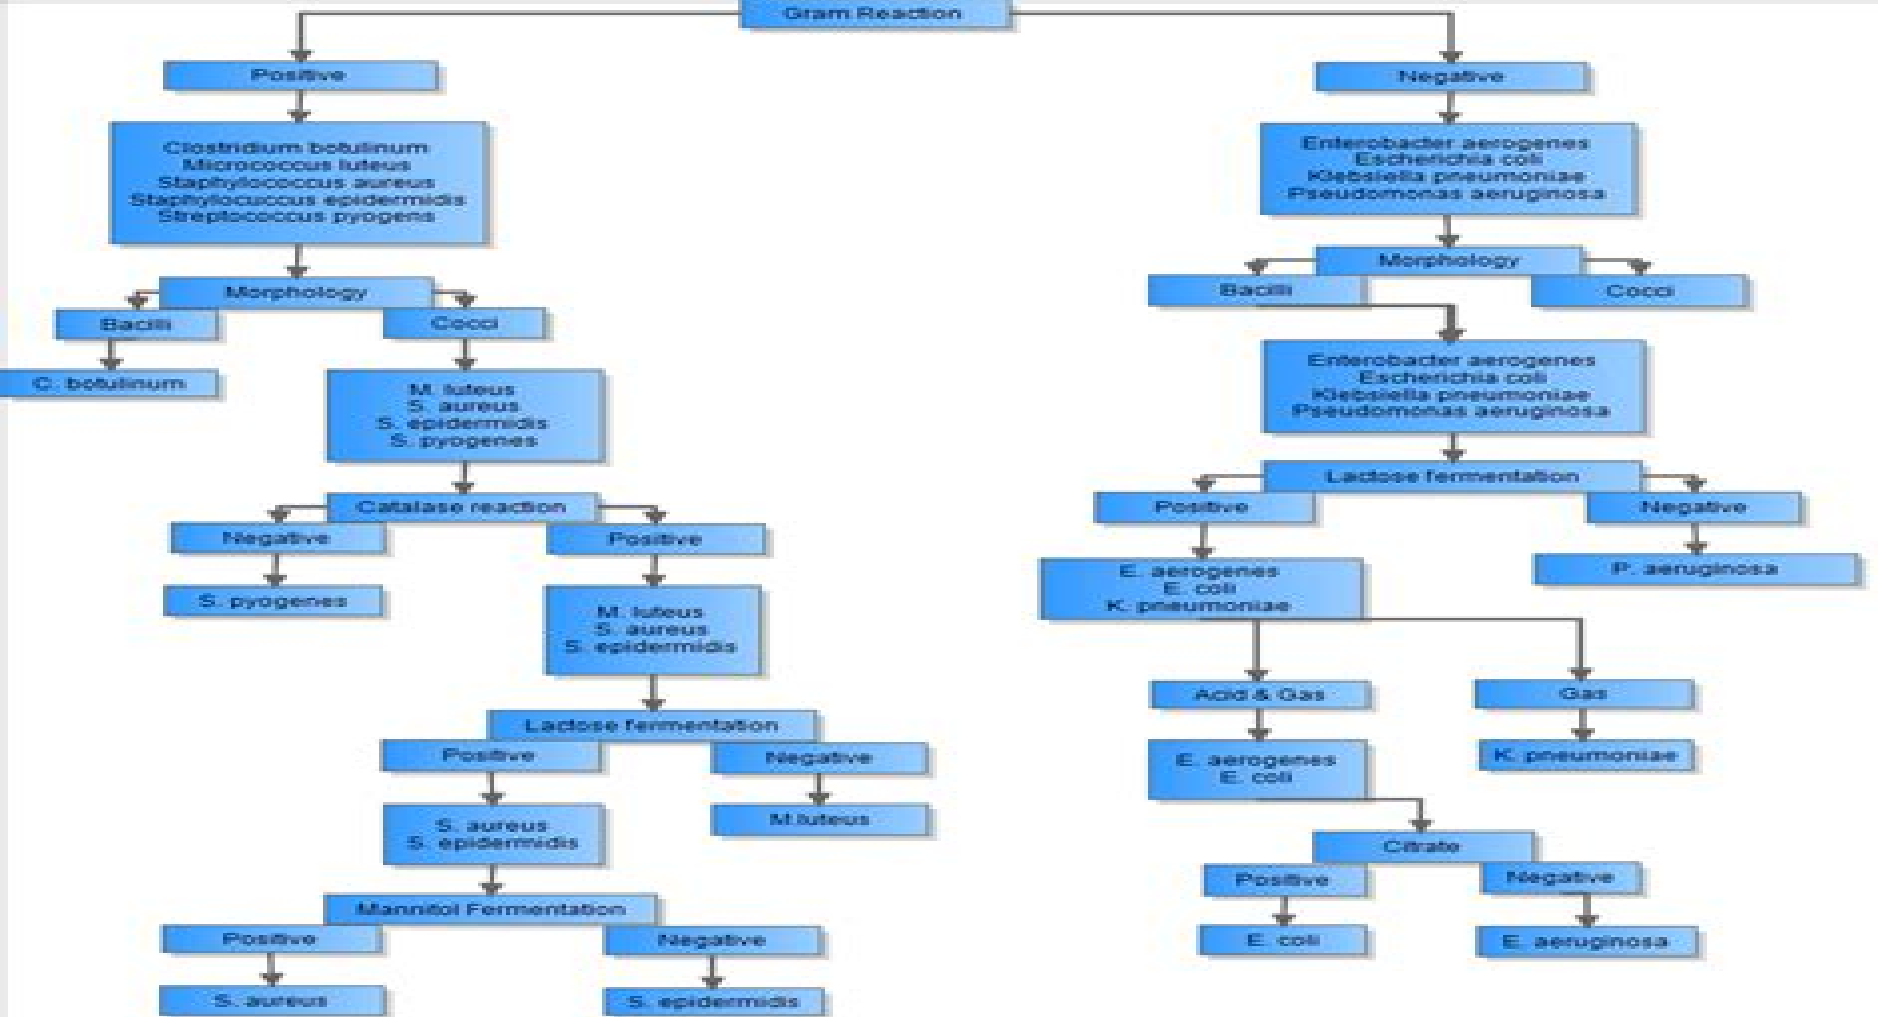 Gram Reaction
Positive
Negative
Clostridium botulinum
Micrococcus luteus
Staphylococcus aureus
Staphylocuccus epidermidis
Streptococcus pyogens
Enterobacter aerogenes
Escherichia coli
Klebsiella pneumoniae
Pseudomonas aeruginosa
Morphology
Bacilli
Cocci
Morphology
Bacilli
Cocci
C. botulinum
M. luteus
S. aureus
S. epidermidis
S. pyogenes
Enterobacter aerogenes
Escherichia coli
Klebsiella pneumoniae
Pseudomonas aeruginosa
Catalase reaction
Negative
Positive
Lactose fermentation
Positive
Negative
S. pyogenes
M. luteus
S. aureus
S. epidermidis
E. aerogenes
E. coli
K. pneumoniae
P. aeruginosa
Lactose fermentation
Positive
Negative
Acid & Gas
Gas
S. aureus
S. epidermidis
M.luteus
E. aerogenes
E. coli
K. pneumoniae
Mannitol Fermentation
Positive
Negative
Citrate
Positive
Negative
S. aureus
S. epidermidis
E. coli
E. aeruginosa